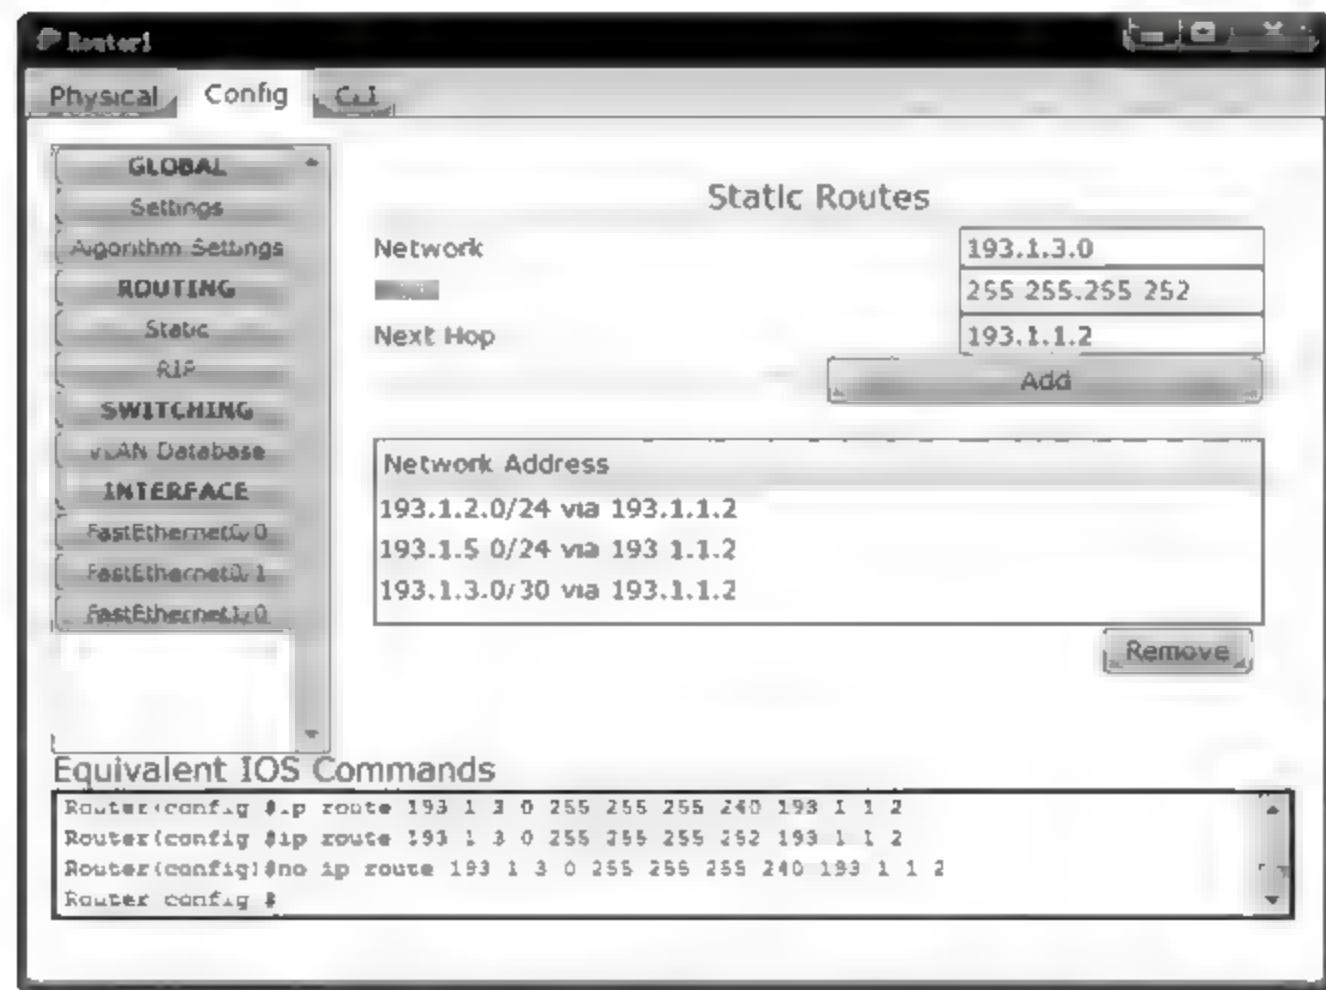 Router1
Physical Config CLI
GLOBAL
Settings
Algorithm Settings
ROUTING
Static
RIP
SWITCHING
VLAN Database
INTERFACE
FastEthernet0/0
FastEthernet0/1
FastEthernet1/0
Static Routes
Network 193.1.3.0
255 255.255 252
Next Hop 193.1.1.2
Add
Network Address
193.1.2.0/24 via 193.1.1.2
193.1.5 0/24 via 193 1.1.2
193.1.3.0/30 via 193.1.1.2
Remove
Equivalent IOS Commands
Router(config #ip route 193 1 3 0 255 255 255 240 193 1 1 2
Router(config #ip route 193 1 3 0 255 255 255 252 193 1 1 2
Router(config)#no ip route 193 1 3 0 255 255 255 240 193 1 1 2
Router config #